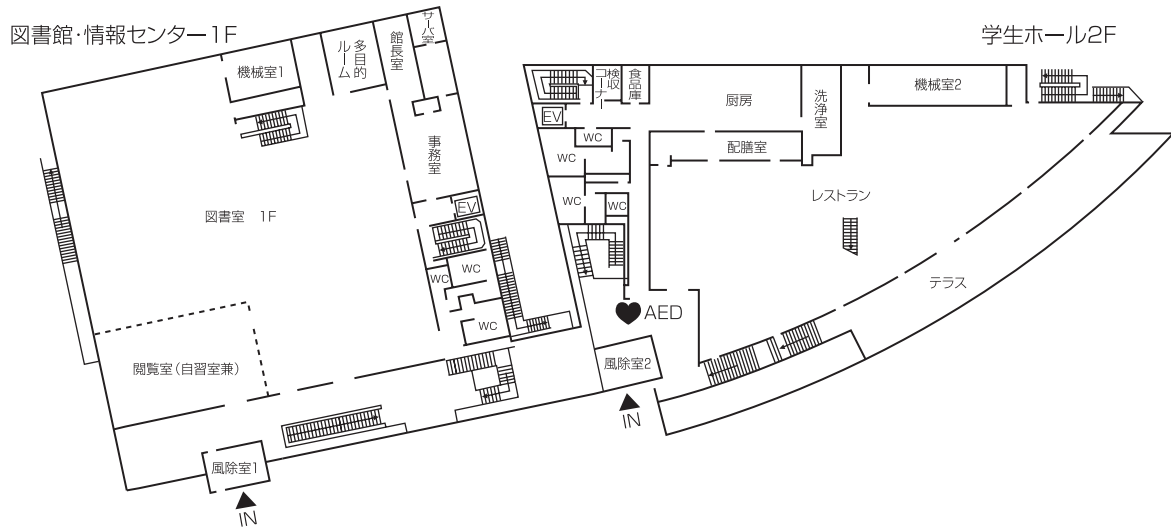 図書館・情報センター1F
学生ホール2F
サーバ室
館長室
多目的
ルーム
機械室1
事務室
EV
図書室 1F
WC
WC
WC
閲覧室(自習室兼)
風除室1
IN
検収
コーナー
食品庫
厨房
洗浄室
機械室2
EV
WC
WC
WC
WC
配膳室
レストラン
テラス
AED
風除室2
IN